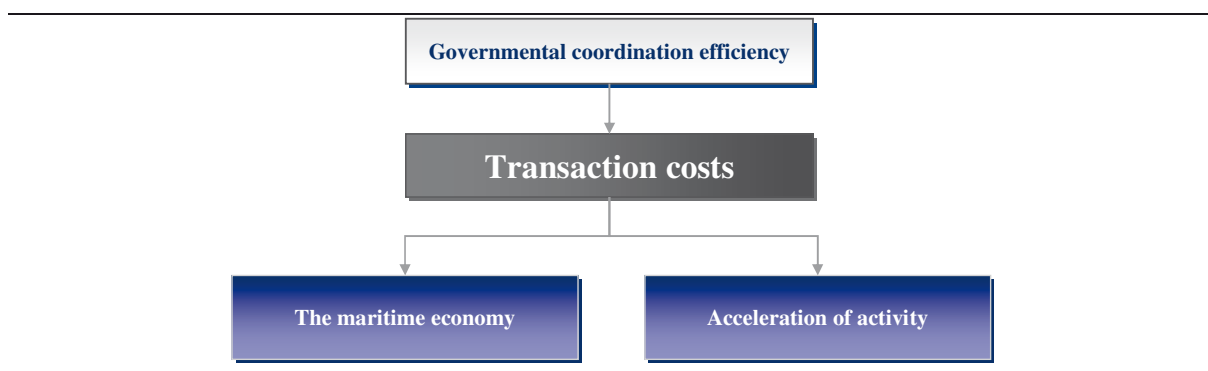 Governmental coordination efficiency
Transaction costs
The maritime economy
Acceleration of activity